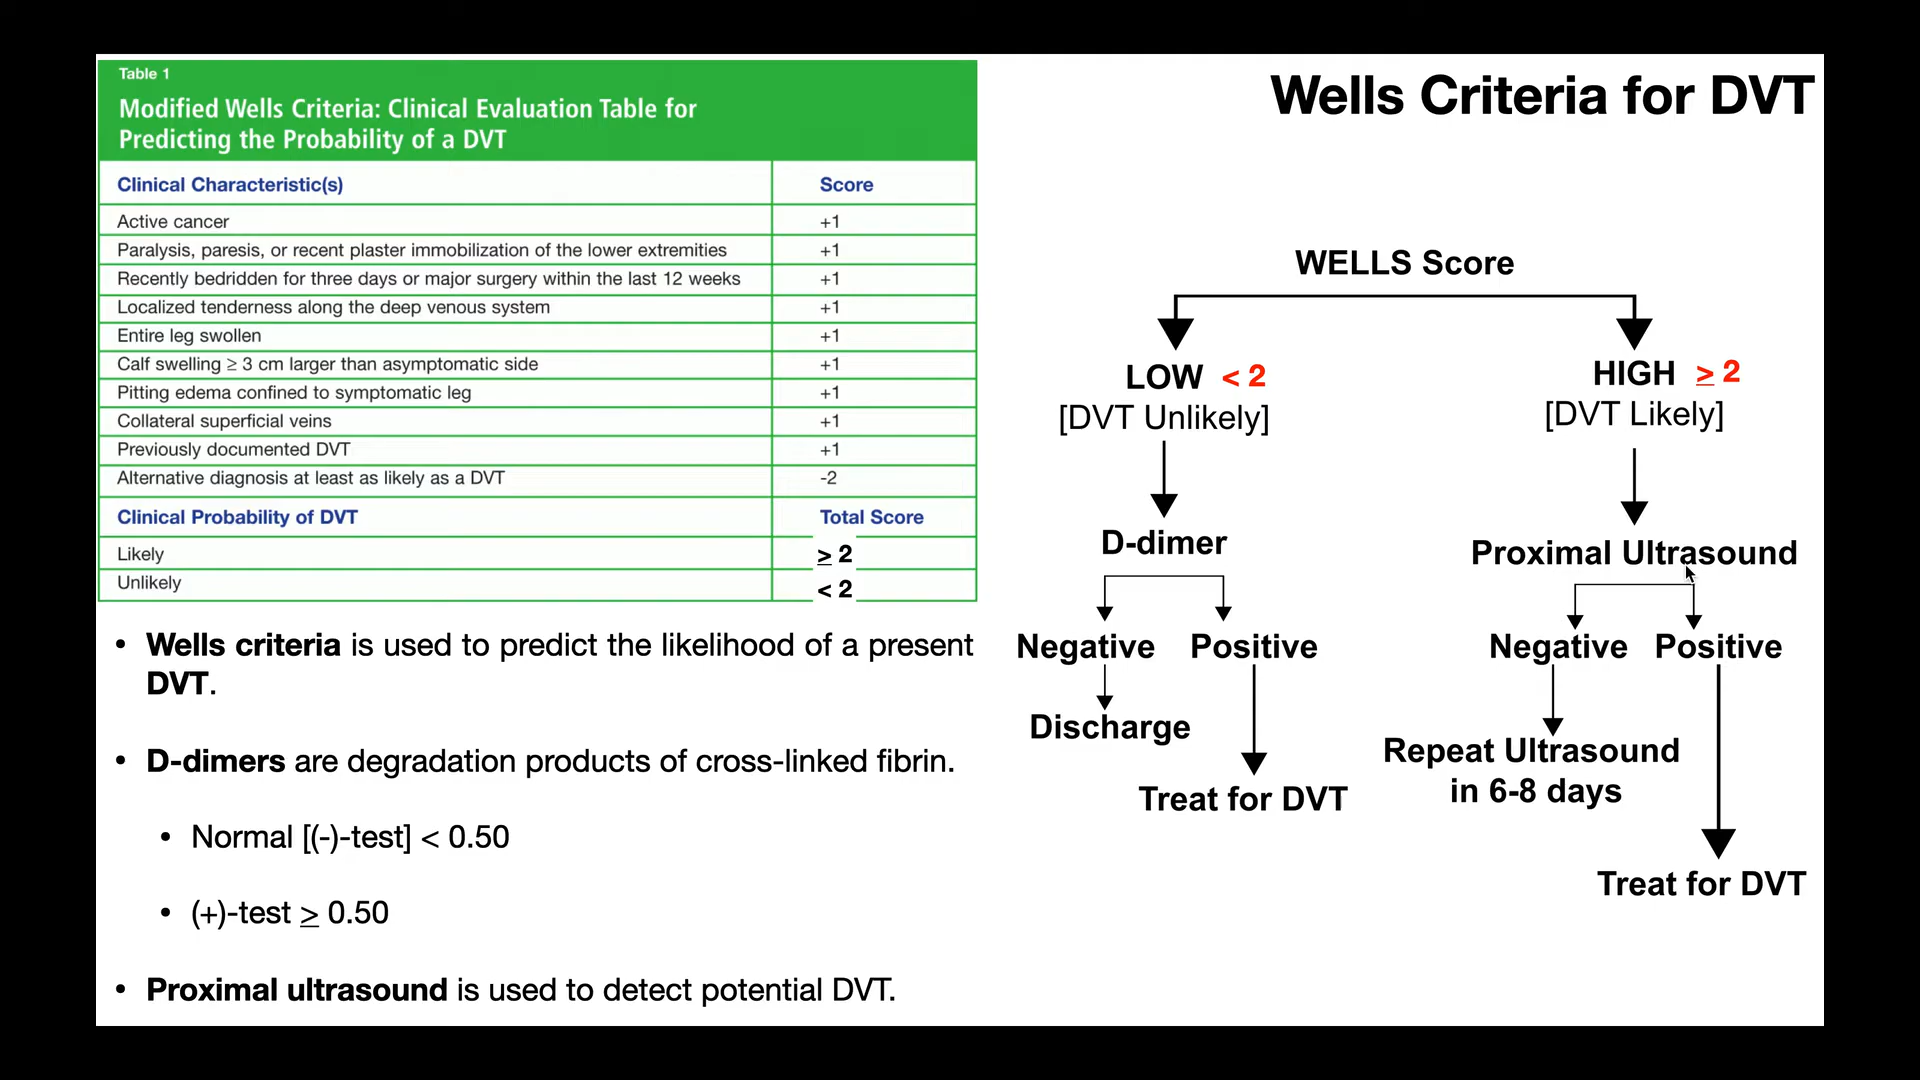 Table 1
Modified Wells Criteria: Clinical Evaluation Table for
Predicting the Probability of a DVT
Clinical Characteristic(s) Score
Active cancer +1
Paralysis, paresis, or recent plaster immobilization of the lower extremities +1
Recently bedridden for three days or major surgery within the last 12 weeks +1
Localized tenderness along the deep venous system +1
Entire leg swollen +1
Calf swelling ≥ 3 cm larger than asymptomatic side +1
Pitting edema confined to symptomatic leg +1
Collateral superficial veins +1
Previously documented DVT +1
Alternative diagnosis at least as likely as a DVT -2
Clinical Probability of DVT Total Score
Likely ≥ 2
Unlikely < 2
• Wells criteria is used to predict the likelihood of a present
DVT.
• D-dimers are degradation products of cross-linked fibrin.
• Normal [(-)-test] < 0.50
• (+)-test ≥ 0.50
• Proximal ultrasound is used to detect potential DVT.
Wells Criteria for DVT
WELLS Score
LOW < 2
[DVT Unlikely]
D-dimer
Negative Positive
Discharge
Treat for DVT
HIGH ≥ 2
[DVT Likely]
Proximal Ultrasound
Negative Positive
Repeat Ultrasound
in 6-8 days
Treat for DVT